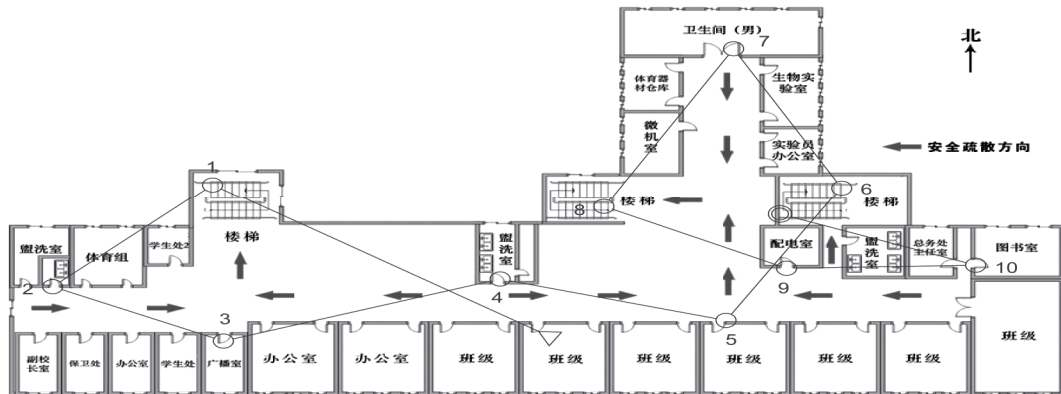 卫生间（男）
7
北
体育器
材仓库
生物实
验室
微
机
室
实验员
办公室
安全疏散方向
1
6
楼梯
8
楼梯
盥洗室
体育组
学生处2
楼梯
盥
洗
室
配电室
盥
洗
室
总务处
主任室
图书室
2
4
9
10
3
5
副校
长室
保卫处
办公室
学生处
广播室
办公室
办公室
班级
班级
班级
班级
班级
班级
班级